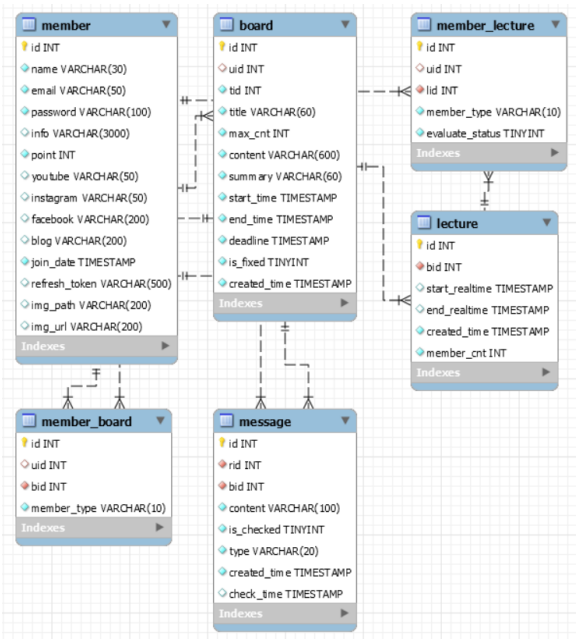 member
id INT
name VARCHAR(30)
email VARCHAR(50)
password VARCHAR(100)
info VARCHAR(3000)
point INT
youtube VARCHAR(50)
instagram VARCHAR(50)
facebook VARCHAR(200)
blog VARCHAR(200)
join_date TIMESTAMP
refresh_token VARCHAR(500)
img_path VARCHAR(200)
img_url VARCHAR(200)
Indexes
board
id INT
uid INT
tid INT
title VARCHAR(60)
max_cnt INT
content VARCHAR(600)
summary VARCHAR(60)
start_time TIMESTAMP
end_time TIMESTAMP
deadline TIMESTAMP
is_fixed TINYINT
created_time TIMESTAMP
Indexes
member_lecture
id INT
uid INT
lid INT
member_type VARCHAR(10)
evaluate_status TINYINT
Indexes
lecture
id INT
bid INT
start_realtime TIMESTAMP
end_realtime TIMESTAMP
created_time TIMESTAMP
member_cnt INT
Indexes
member_board
id INT
uid INT
bid INT
member_type VARCHAR(10)
Indexes
message
id INT
rid INT
bid INT
content VARCHAR(100)
is_checked TINYINT
type VARCHAR(20)
created_time TIMESTAMP
check_time TIMESTAMP
Indexes